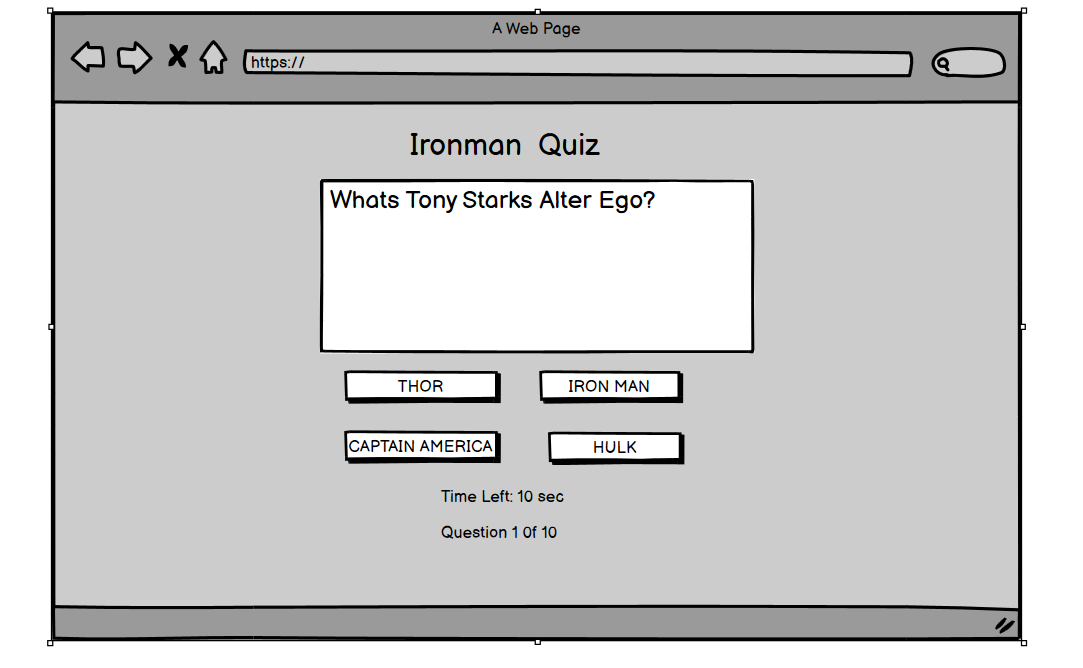 A Web Page
https://
Ironman Quiz
Whats Tony Starks Alter Ego?
THOR
IRON MAN
CAPTAIN AMERICA
HULK
Time Left: 10 sec
Question 1 0f 10